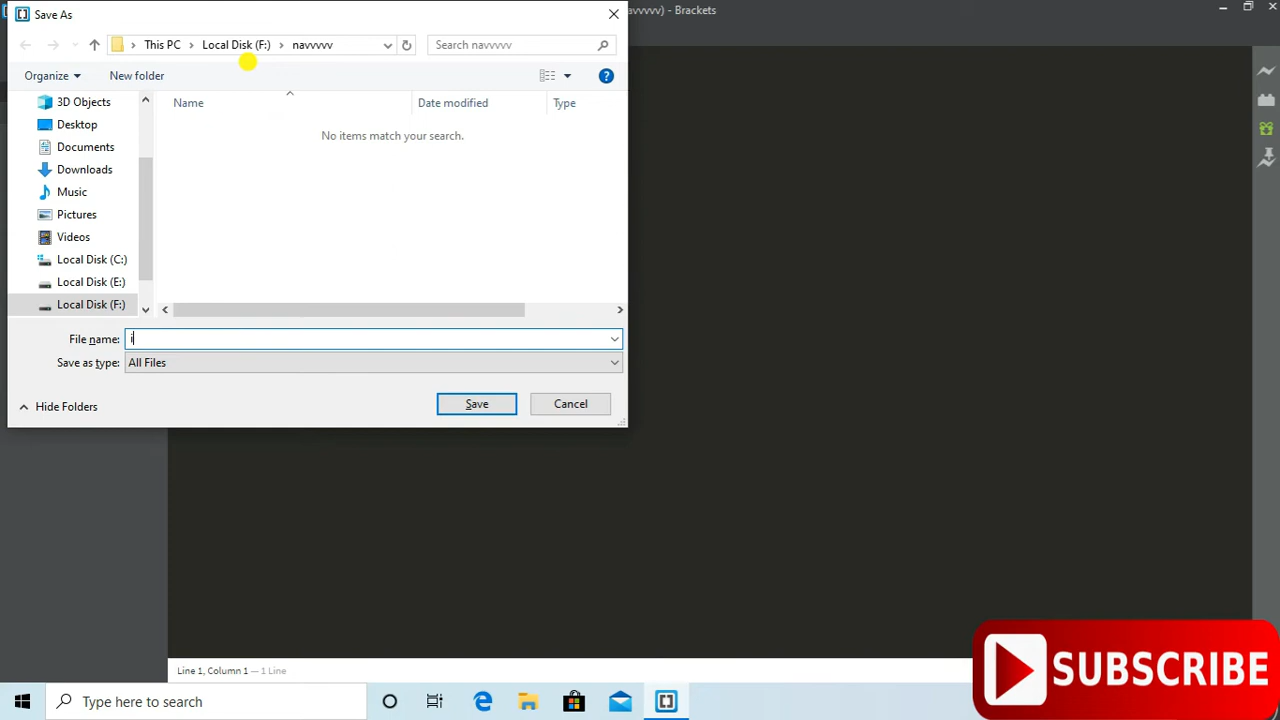 Save As
vvvvv) - Brackets
This PC > Local Disk (F:) > navvvvv
Search navvvvv
Organize
New folder
Name
Date modified
Type
No items match your search.
3D Objects
Desktop
Documents
Downloads
Music
Pictures
Videos
Local Disk (C:)
Local Disk (E:)
Local Disk (F:)
File name: i
Save as type: All Files
Hide Folders
Save
Cancel
Line 1, Column 1 — 1 Line
SUBSCRIBE
Type here to search